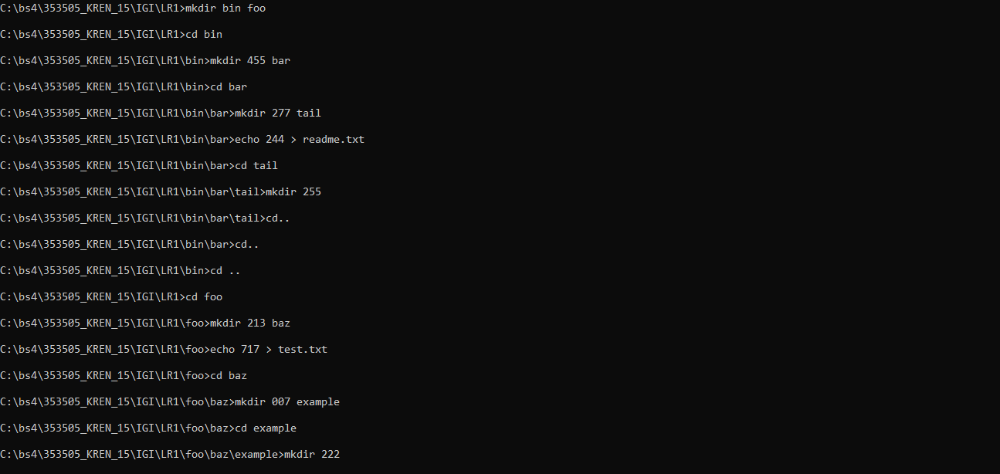 C:\bs4\353505_KREN_15\IGI\LR1>mkdir bin foo
C:\bs4\353505_KREN_15\IGI\LR1>cd bin
C:\bs4\353505_KREN_15\IGI\LR1\bin>mkdir 455 bar
C:\bs4\353505_KREN_15\IGI\LR1\bin>cd bar
C:\bs4\353505_KREN_15\IGI\LR1\bin\bar>mkdir 277 tail
C:\bs4\353505_KREN_15\IGI\LR1\bin\bar>echo 244 > readme.txt
C:\bs4\353505_KREN_15\IGI\LR1\bin\bar>cd tail
C:\bs4\353505_KREN_15\IGI\LR1\bin\bar\tail>mkdir 255
C:\bs4\353505_KREN_15\IGI\LR1\bin\bar\tail>cd..
C:\bs4\353505_KREN_15\IGI\LR1\bin\bar>cd..
C:\bs4\353505_KREN_15\IGI\LR1\bin>cd ..
C:\bs4\353505_KREN_15\IGI\LR1>cd foo
C:\bs4\353505_KREN_15\IGI\LR1\foo>mkdir 213 baz
C:\bs4\353505_KREN_15\IGI\LR1\foo>echo 717 > test.txt
C:\bs4\353505_KREN_15\IGI\LR1\foo>cd baz
C:\bs4\353505_KREN_15\IGI\LR1\foo\baz>mkdir 007 example
C:\bs4\353505_KREN_15\IGI\LR1\foo\baz>cd example
C:\bs4\353505_KREN_15\IGI\LR1\foo\baz\example>mkdir 222